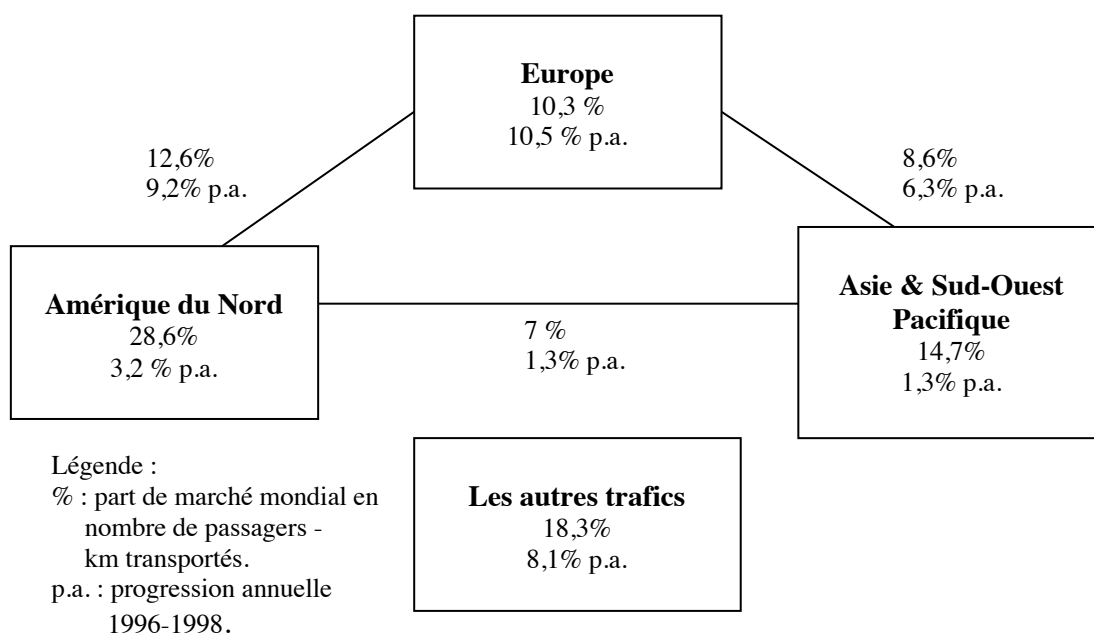 Europe
10,3 %
10,5 % p.a.
12,6%
9,2% p.a.
8,6%
6,3% p.a.
Amérique du Nord
28,6%
3,2 % p.a.
7 %
1,3% p.a.
Asie & Sud-Ouest
Pacifique
14,7%
1,3% p.a.
Légende :
% : part de marché mondial en
nombre de passagers -
km transportés.
p.a. : progression annuelle
1996-1998.
Les autres trafics
18,3%
8,1% p.a.